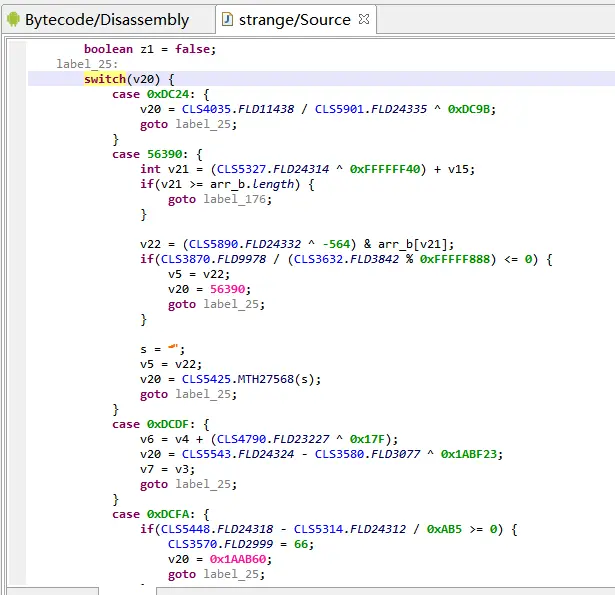 Bytecode/Disassembly strange/Source
boolean z1 = false;
label_25:
switch(v20) {
case 0xDC24: {
v20 = CLS4035.FLD11438 / CLS5901.FLD24335 ^ 0xDC9B;
goto label_25;
}
case 56390: {
int v21 = (CLS5327.FLD24314 ^ 0xFFFFFF40) + v15;
if(v21 >= arr_b.length) {
goto label_176;
}
v22 = (CLS5890.FLD24332 ^ -564) & arr_b[v21];
if(CLS3870.FLD9978 / (CLS3632.FLD3842 % 0xFFFFF888) <= 0) {
v5 = v22;
v20 = 56390;
goto label_25;
}
s = "";
v5 = v22;
v20 = CLS5425.MTH27568(s);
goto label_25;
}
case 0xDCDF: {
v6 = v4 + (CLS4790.FLD23227 ^ 0x17F);
v20 = CLS5543.FLD24324 - CLS3580.FLD3077 ^ 0x1ABF23;
v7 = v3;
goto label_25;
}
case 0xDCFA: {
if(CLS5448.FLD24318 - CLS5314.FLD24312 / 0xAB5 >= 0) {
CLS3570.FLD2999 = 66;
v20 = 0x1AAB60;
goto label_25;